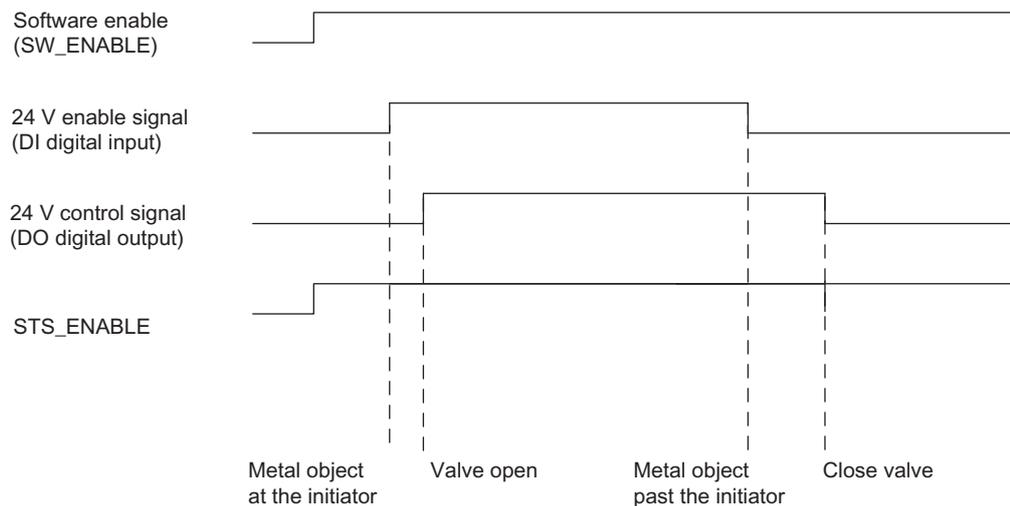 Software enable
(SW_ENABLE)
24 V enable signal
(DI digital input)
24 V control signal
(DO digital output)
STS_ENABLE
Metal object
at the initiator
Valve open
Metal object
past the initiator
Close valve